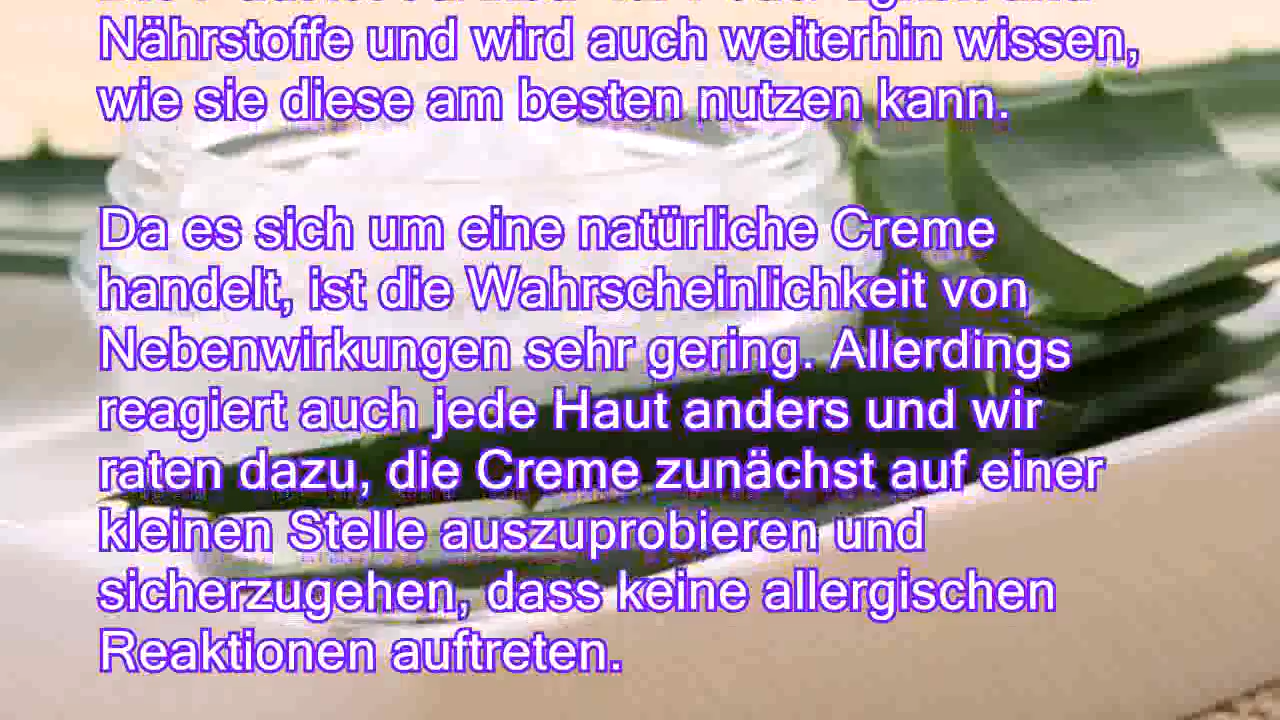 Nährstoffe und wird auch weiterhin wissen,
wie sie diese am besten nutzen kann.
Da es sich um eine natürliche Creme
handelt, ist die Wahrscheinlichkeit von
Nebenwirkungen sehr gering. Allerdings
reagiert auch jede Haut anders und wir
raten dazu, die Creme zunächst auf einer
kleinen Stelle auszuprobieren und
sicherzugehen, dass keine allergischen
Reaktionen auftreten.